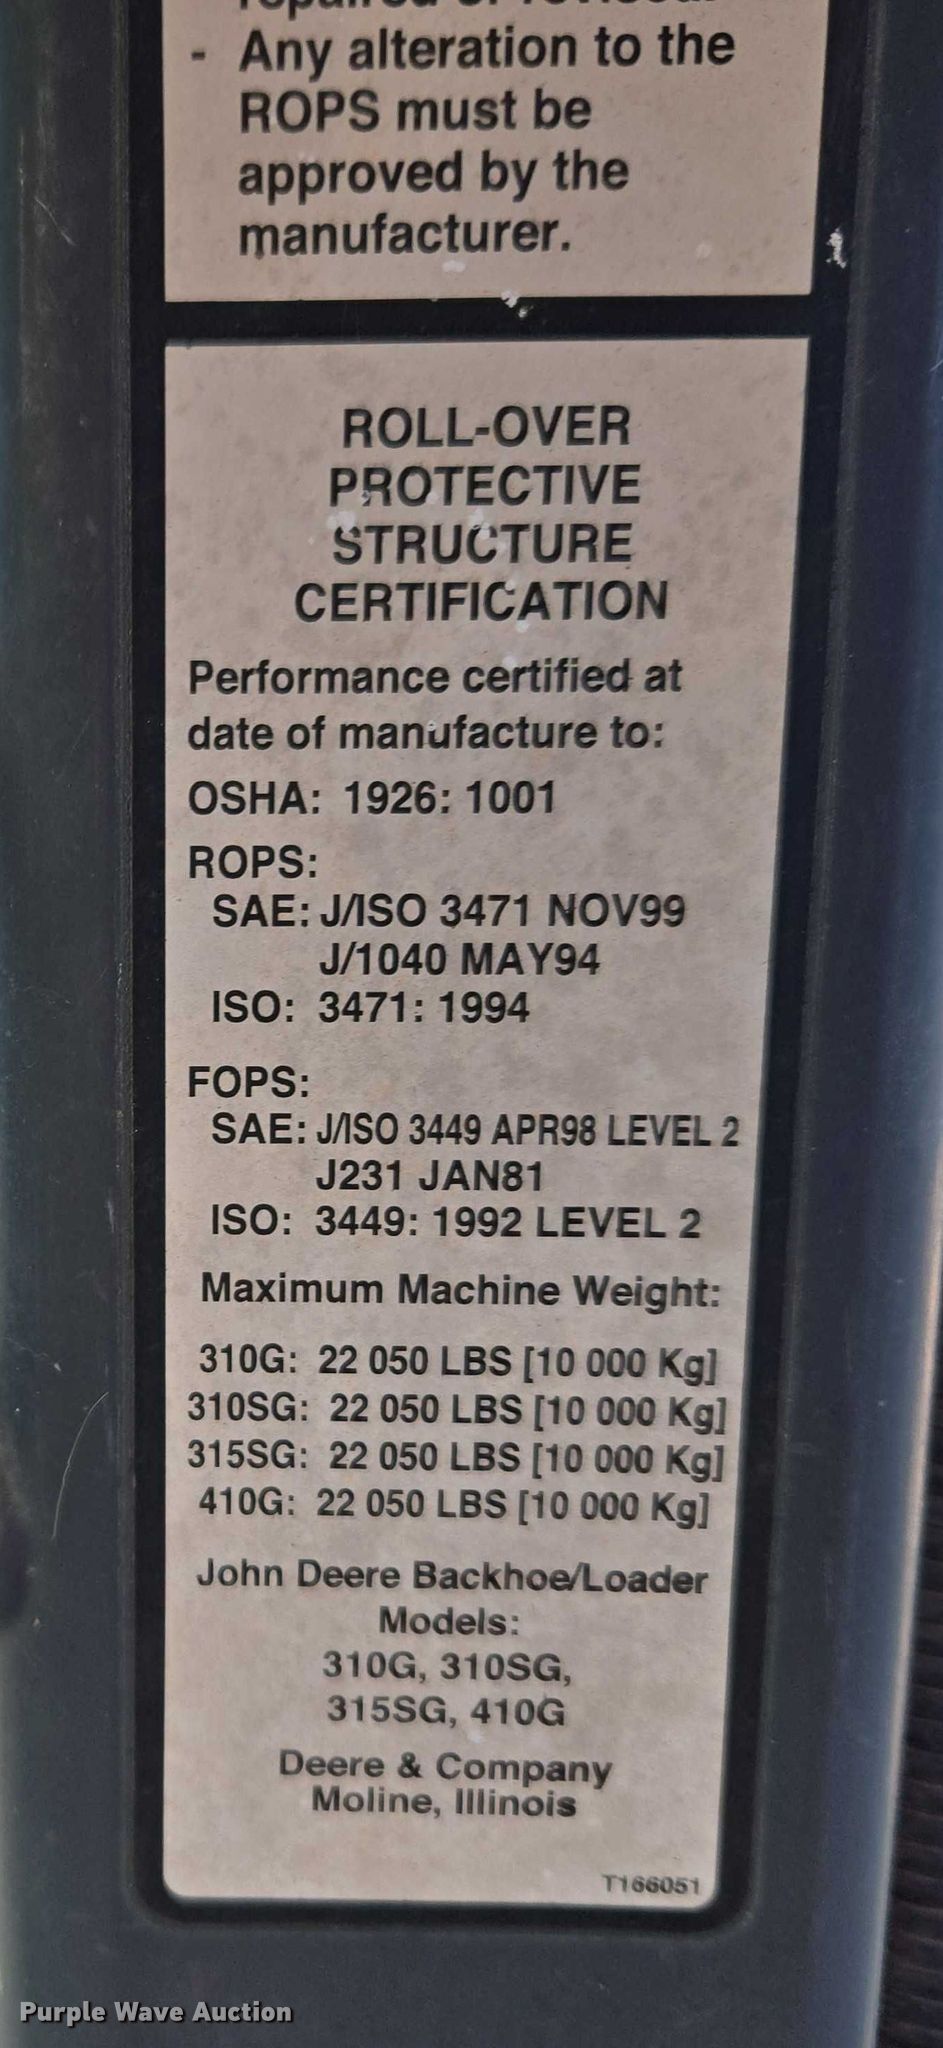 repaired or revised.
- Any alteration to the
ROPS must be
approved by the
manufacturer.
ROLL-OVER
PROTECTIVE
STRUCTURE
CERTIFICATION
Performance certified at
date of manufacture to:
OSHA: 1926: 1001
ROPS:
SAE: J/ISO 3471 NOV99
J/1040 MAY94
ISO: 3471: 1994
FOPS:
SAE: J/ISO 3449 APR98 LEVEL 2
J231 JAN81
ISO: 3449: 1992 LEVEL 2
Maximum Machine Weight:
310G: 22 050 LBS [10 000 Kg]
310SG: 22 050 LBS [10 000 Kg]
315SG: 22 050 LBS [10 000 Kg]
410G: 22 050 LBS [10 000 Kg]
John Deere Backhoe/Loader
Models:
310G, 310SG,
315SG, 410G
Deere & Company
Moline, Illinois
T166051
Purple Wave Auction